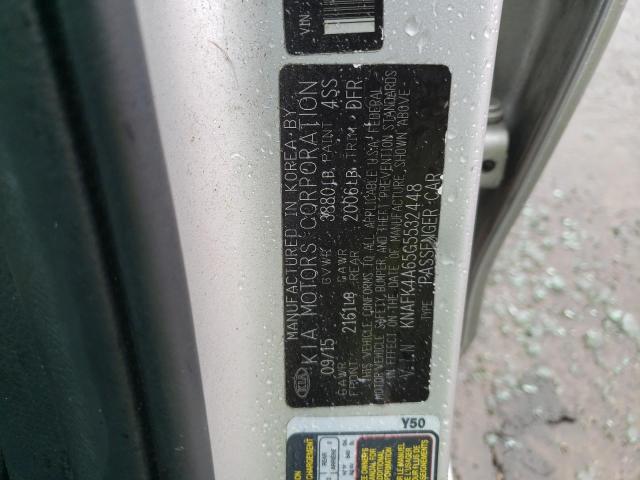 VIN
MANUFACTURED IN KOREA BY
KIA MOTORS CORPORATION
09/15 GVWR 3880LB PAINT 4SS
GAWR GAWR
FRONT 2161LB REAR 2006LB TRIM DFR
THIS VEHICLE CONFORMS TO ALL APPLICABLE USA FEDERAL
MOTOR VEHICLE SAFETY BUMPER, AND THEFT PREVENTION STANDARDS
IN EFFECT ON THE DATE OF MANUFACTURE SHOWN ABOVE
V.I.N KNAFK4A65G5532448
TYPE PASSENGER CAR
KIA
Y50